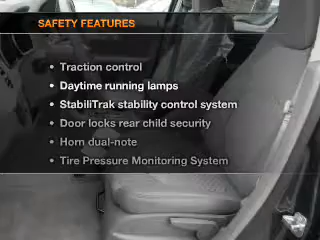 SAFETY FEATURES
• Traction control
• Daytime running lamps
• StabiliTrak stability control system
• Door locks rear child security
• Horn dual-note
• Tire Pressure Monitoring System